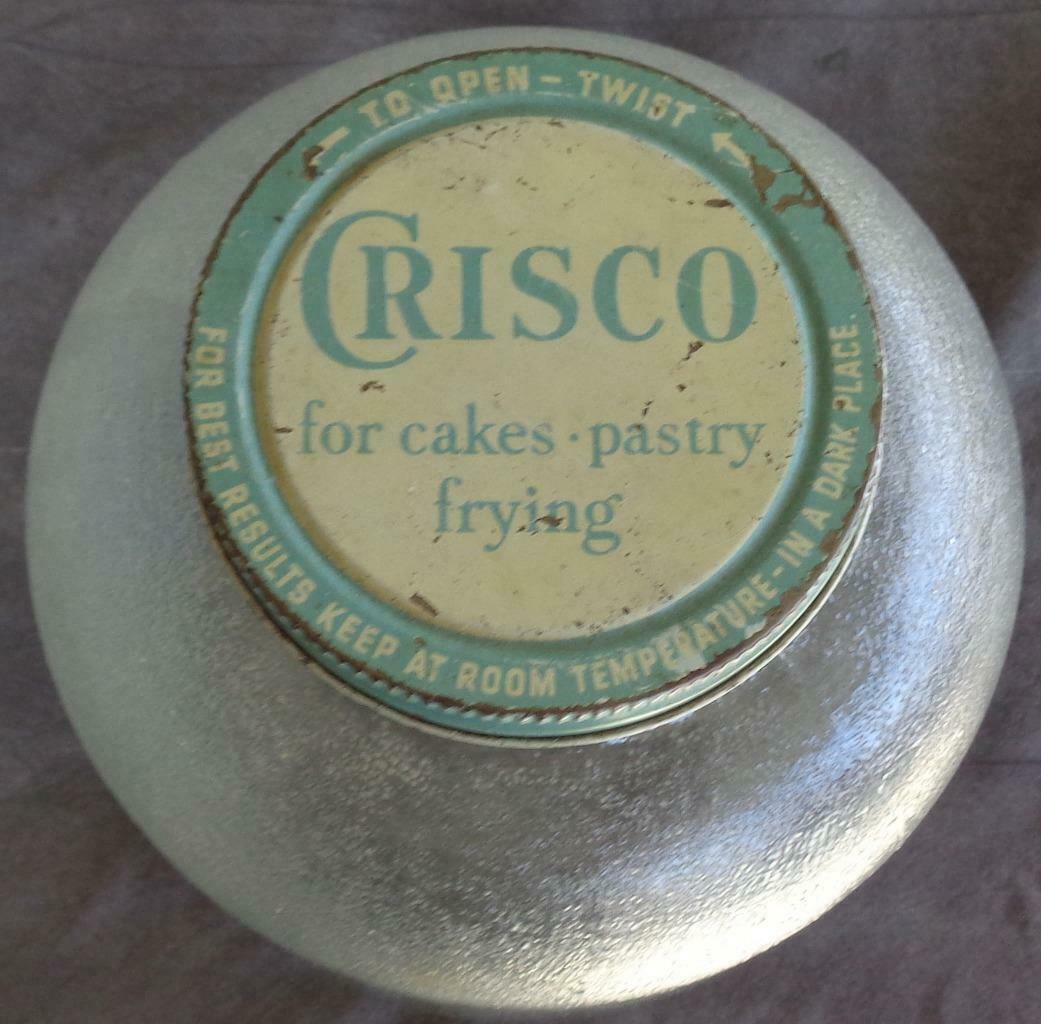 TO OPEN – TWIST
CRISCO
for cakes · pastry
frying
FOR BEST RESULTS KEEP AT ROOM TEMPERATURE - IN A DARK PLACE.